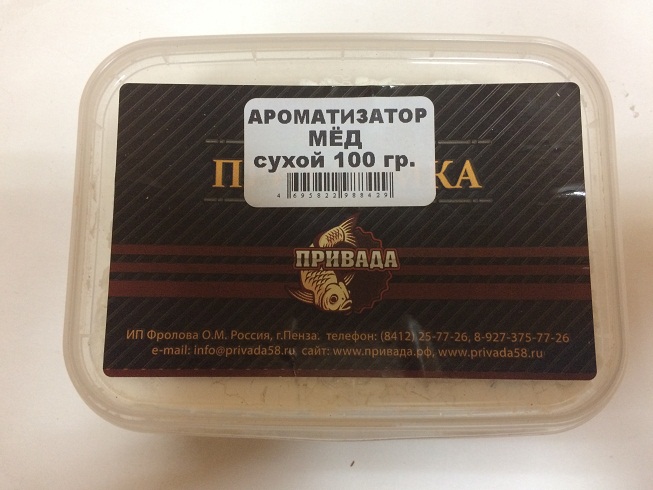 АРОМАТИЗАТОР
МЁД
сухой 100 гр.
4695822988429
ПРИВАДА
ИП Фролова О.М. Россия, г.Пенза. телефон: (8412) 25-77-26, 8-927-375-77-26
e-mail: info@privada58.ru, сайт: www.привада.рф, www.privada58.ru